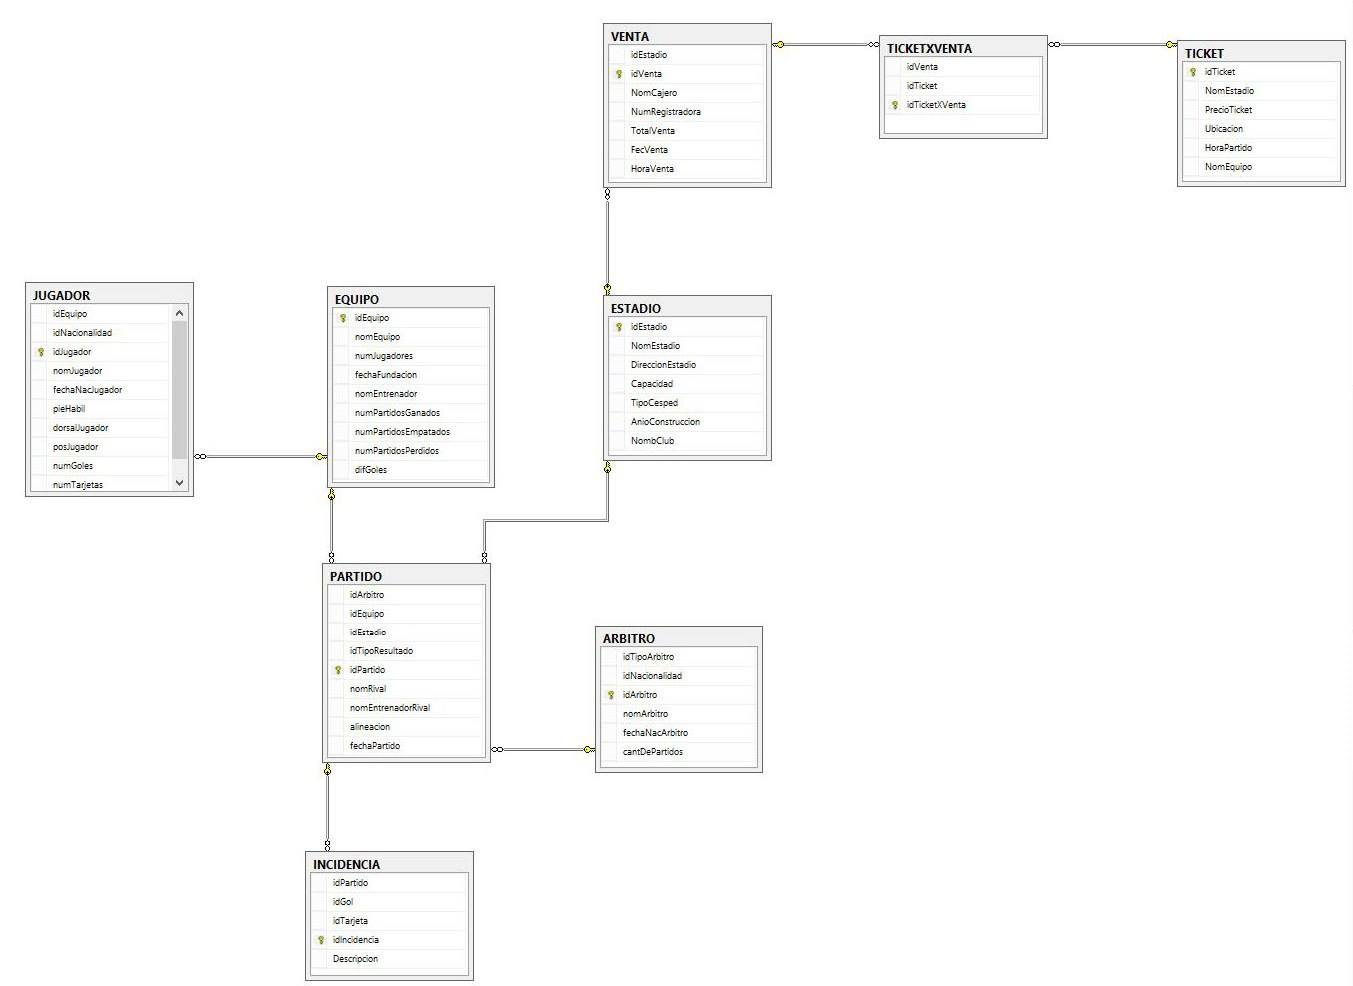 VENTA
idEstadio
idVenta
NomCajero
NumRegistradora
TotalVenta
FecVenta
HoraVenta
TICKETXVENTA
idVenta
idTicket
idTicketXVenta
TICKET
idTicket
NomEstadio
PrecioTicket
Ubicacion
HoraPartido
NomEquipo
JUGADOR
idEquipo
idNacionalidad
idJugador
nomJugador
fechaNacJugador
pieHabil
dorsalJugador
posJugador
numGoles
numTarjetas
EQUIPO
idEquipo
nomEquipo
numJugadores
fechaFundacion
nomEntrenador
numPartidosGanados
numPartidosEmpatados
numPartidosPerdidos
difGoles
ESTADIO
idEstadio
NomEstadio
DireccionEstadio
Capacidad
TipoCesped
AnioConstruccion
NombClub
PARTIDO
idArbitro
idEquipo
idEstadio
idTipoResultado
idPartido
nomRival
nomEntrenadorRival
alineacion
fechaPartido
ARBITRO
idTipoArbitro
idNacionalidad
idArbitro
nomArbitro
fechaNacArbitro
cantDePartidos
INCIDENCIA
idPartido
idGol
idTarjeta
idIncidencia
Descripcion